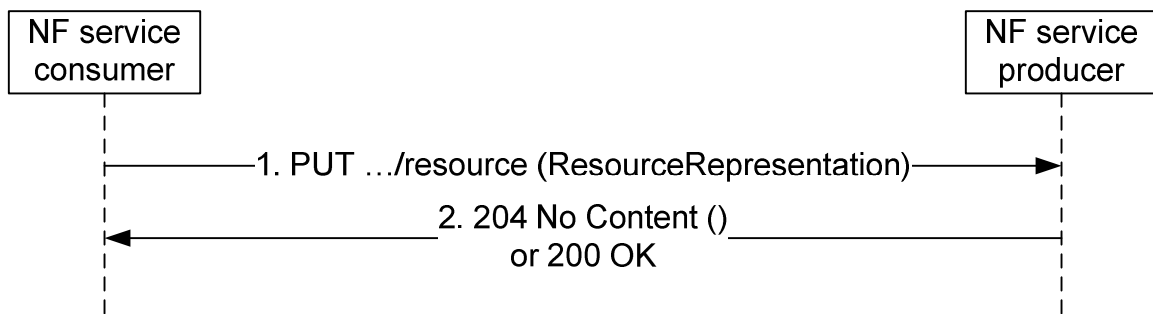 NF service
consumer
NF service
producer
1. PUT …/resource (ResourceRepresentation)
2. 204 No Content ()
or 200 OK